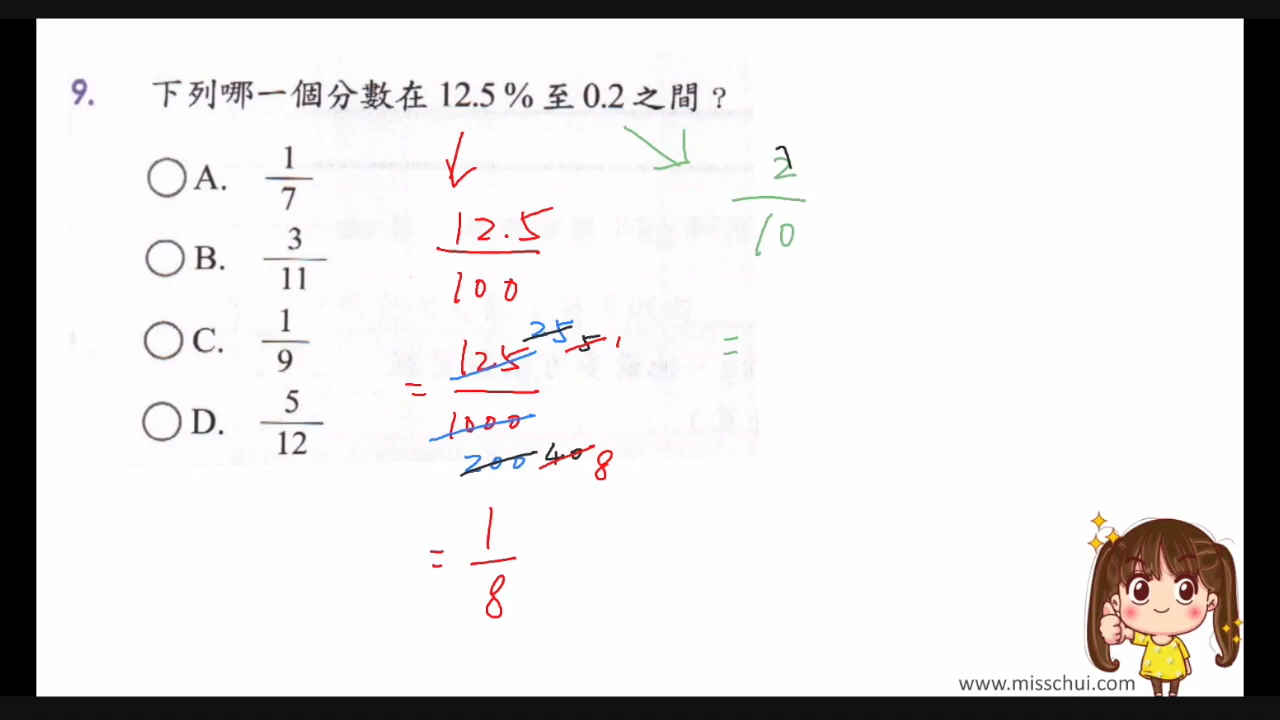 9. 下列哪一個分數在 12.5% 至 0.2 之間？
A. 1/7
B. 3/11
C. 1/9
D. 5/12
12.5/100
= 125/1000
25 5 1
200 40 8
= 1/8
2/10
=
www.misschui.com